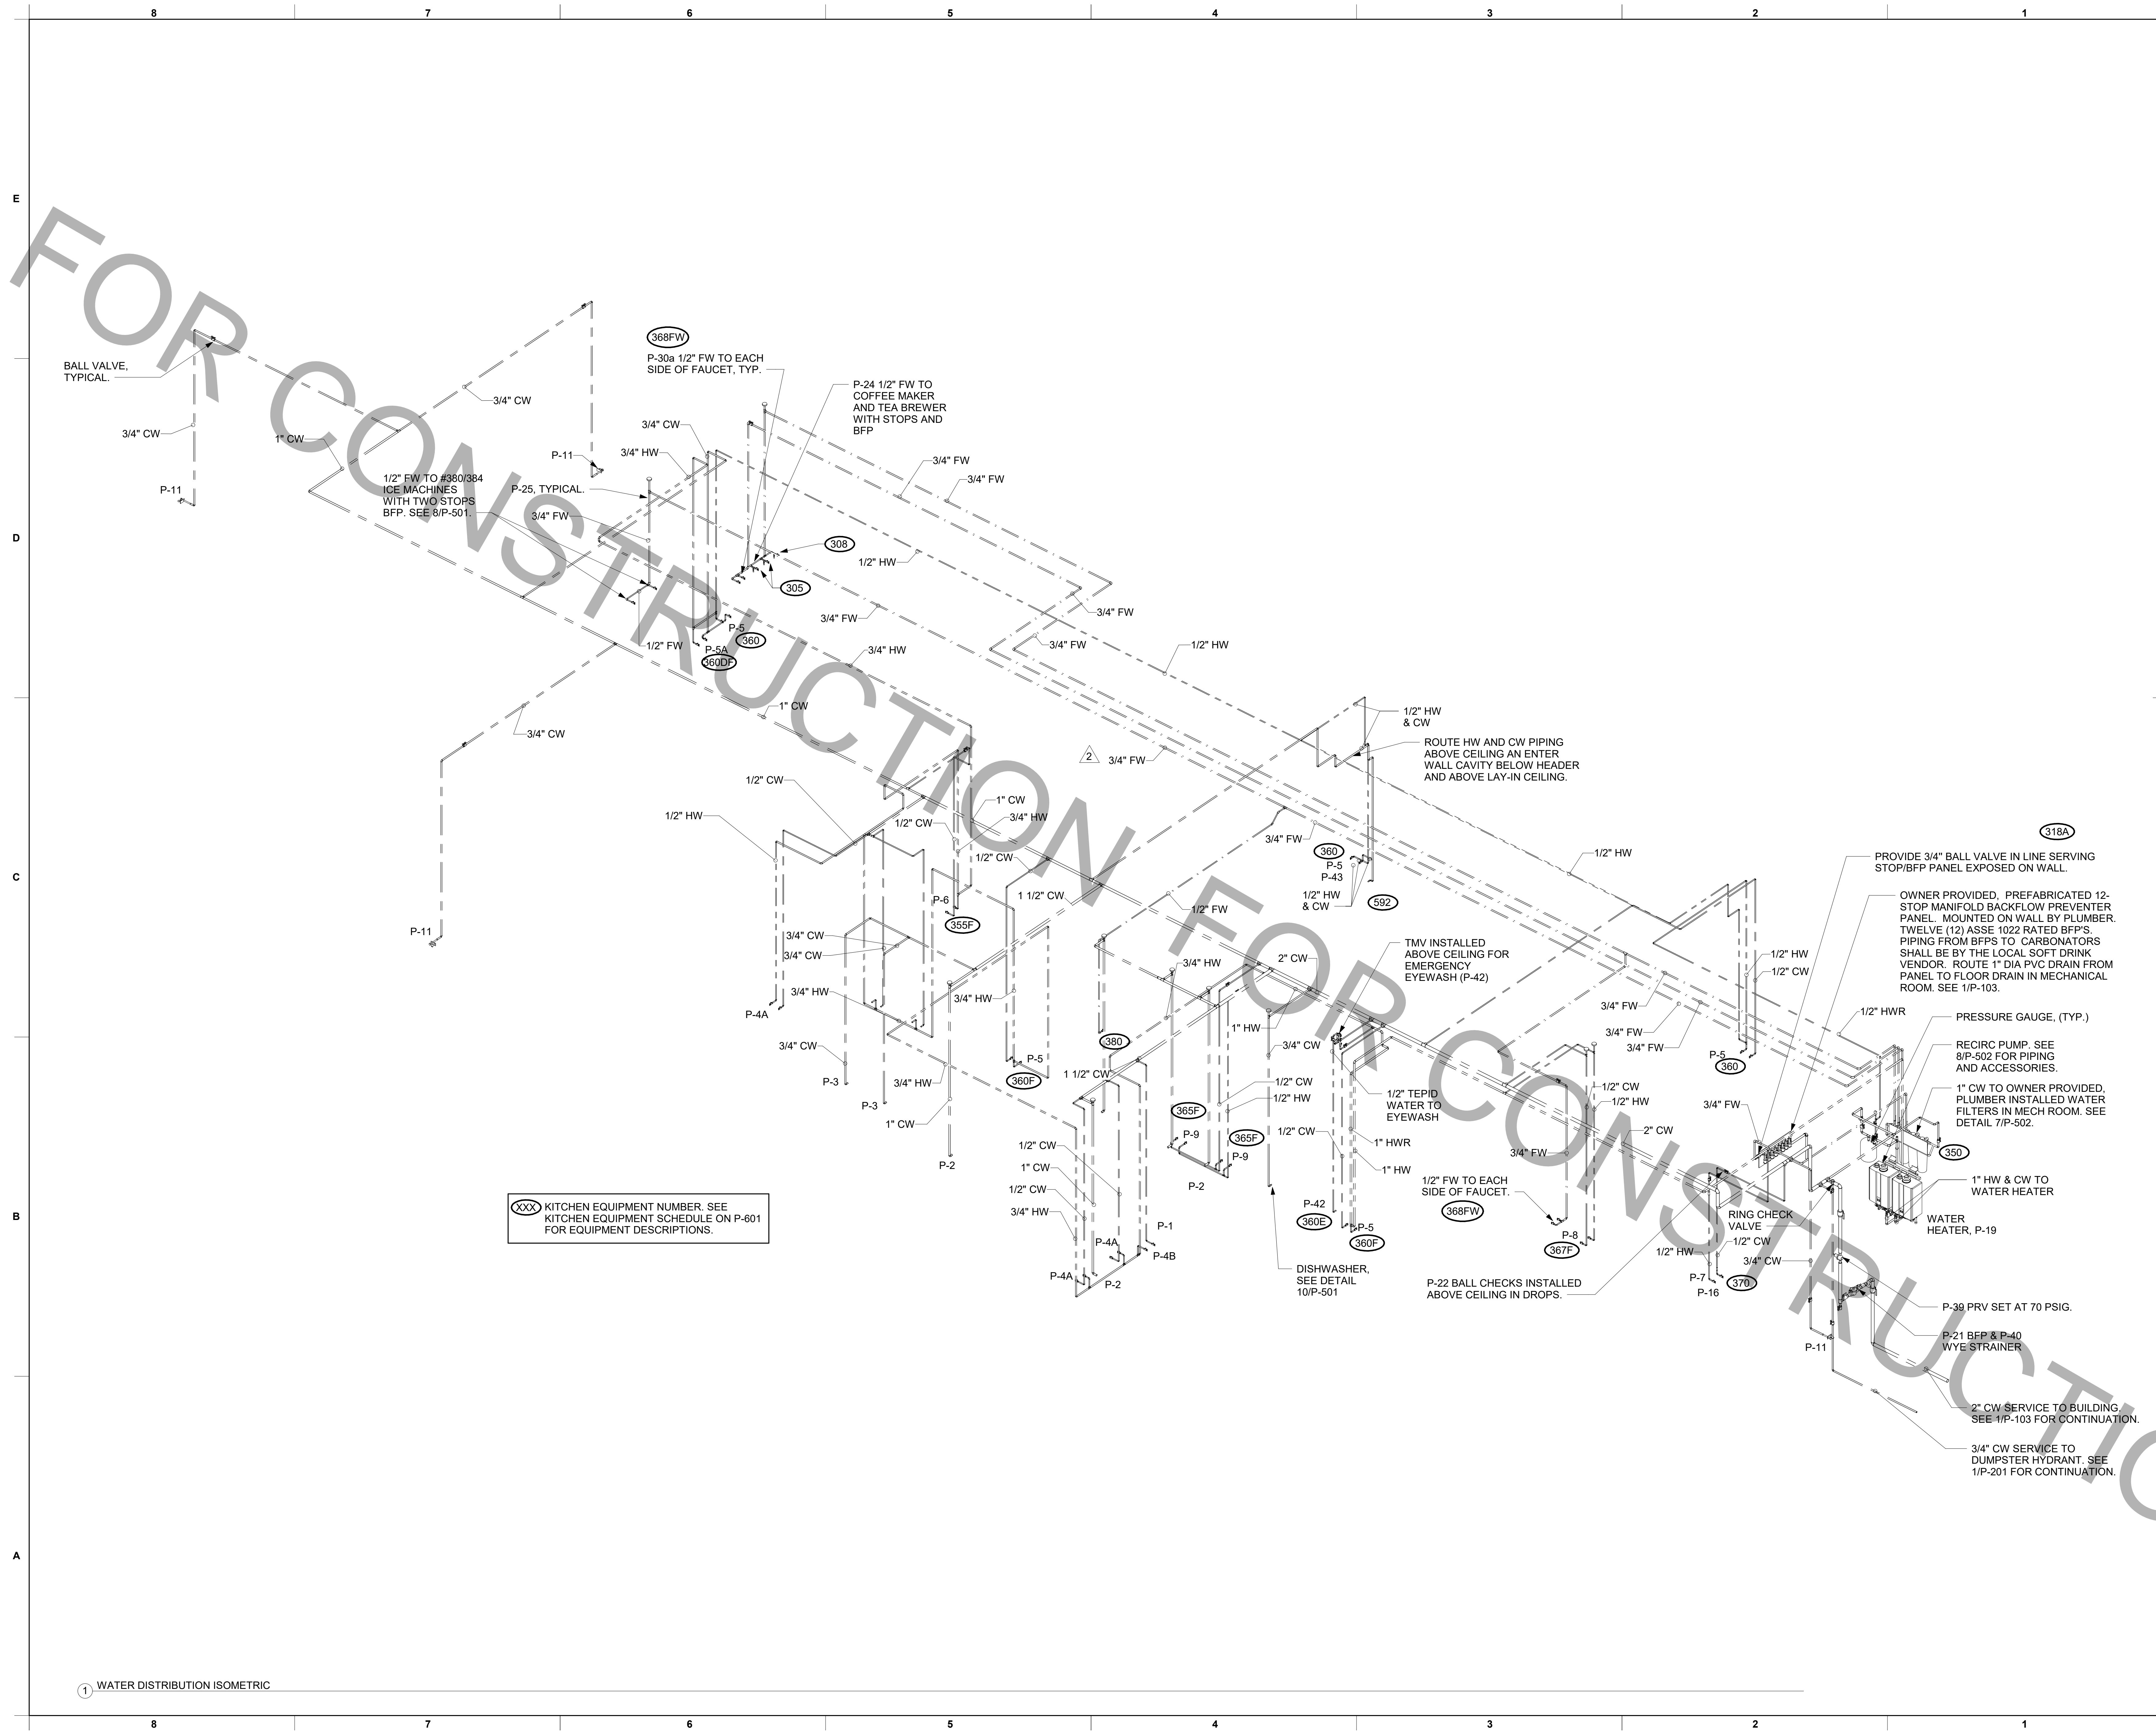 8 7 6 5 4 3 2 1
E
D
C
B
A
FOR CONSTRUCTION FOR CONSTRUCTIO
368FW
P-30a 1/2" FW TO EACH
SIDE OF FAUCET, TYP.
BALL VALVE,
TYPICAL.
P-24 1/2" FW TO
COFFEE MAKER
AND TEA BREWER
WITH STOPS AND
BFP
3/4" CW
3/4" CW
1" CW
3/4" CW
3/4" HW
P-11
3/4" FW
3/4" FW
1/2" FW TO #380/384
ICE MACHINES
WITH TWO STOPS
BFP. SEE 8/P-501.
P-11
P-25, TYPICAL.
3/4" FW
308
1/2" HW
305
3/4" FW
3/4" FW
P-5
360
1/2" FW
P-5A
360DF
3/4" HW
3/4" FW
1/2" HW
1" CW
3/4" CW
1/2" HW
& CW
ROUTE HW AND CW PIPING
ABOVE CEILING AN ENTER
WALL CAVITY BELOW HEADER
AND ABOVE LAY-IN CEILING.
2
3/4" FW
1/2" CW
1/2" HW
1" CW
3/4" HW
1/2" CW
3/4" FW
1/2" CW
360
P-5
P-43
1/2" HW
& CW
592
1/2" HW
1 1/2" CW
P-6
355F
1/2" FW
P-11
3/4" CW
3/4" CW
3/4" HW
P-4A
3/4" HW
3/4" HW
2" CW
TMV INSTALLED
ABOVE CEILING FOR
EMERGENCY
EYEWASH (P-42)
318A
PROVIDE 3/4" BALL VALVE IN LINE SERVING
STOP/BFP PANEL EXPOSED ON WALL.
OWNER PROVIDED, PREFABRICATED 12-
STOP MANIFOLD BACKFLOW PREVENTER
PANEL. MOUNTED ON WALL BY PLUMBER.
TWELVE (12) ASSE 1022 RATED BFP'S.
PIPING FROM BFPS TO CARBONATORS
SHALL BE BY THE LOCAL SOFT DRINK
VENDOR. ROUTE 1" DIA PVC DRAIN FROM
PANEL TO FLOOR DRAIN IN MECHANICAL
ROOM. SEE 1/P-103.
1/2" HW
1/2" CW
3/4" FW
3/4" FW
3/4" FW
P-5
360
1/2" HWR
PRESSURE GAUGE, (TYP.)
RECIRC PUMP. SEE
8/P-502 FOR PIPING
AND ACCESSORIES.
1" CW TO OWNER PROVIDED,
PLUMBER INSTALLED WATER
FILTERS IN MECH ROOM. SEE
DETAIL 7/P-502.
350
3/4" CW
P-3
P-3
3/4" HW
1" CW
P-2
P-5
360F
380
1 1/2" CW
1" HW
3/4" CW
1/2" CW
1/2" HW
365F
P-9
365F
P-9
P-2
1/2" TEPID
WATER TO
EYEWASH
1/2" CW
1" HWR
1" HW
1/2" CW
1/2" HW
3/4" FW
2" CW
3/4" FW
1/2" CW
1" CW
1/2" CW
3/4" HW
P-4A
P-4A
P-2
P-1
P-4B
P-42
360E
P-5
360F
DISHWASHER,
SEE DETAIL
10/P-501
1/2" FW TO EACH
SIDE OF FAUCET.
368FW
P-8
367F
1" HW & CW TO
WATER HEATER
RING CHECK
VALVE
WATER
HEATER, P-19
1/2" CW
1/2" HW
3/4" CW
P-7
370
P-16
P-22 BALL CHECKS INSTALLED
ABOVE CEILING IN DROPS.
P-39 PRV SET AT 70 PSIG.
P-21 BFP & P-40
WYE STRAINER
P-11
2" CW SERVICE TO BUILDING.
SEE 1/P-103 FOR CONTINUATION.
3/4" CW SERVICE TO
DUMPSTER HYDRANT. SEE
1/P-201 FOR CONTINUATION.
XXX KITCHEN EQUIPMENT NUMBER. SEE
KITCHEN EQUIPMENT SCHEDULE ON P-601
FOR EQUIPMENT DESCRIPTIONS.
1 WATER DISTRIBUTION ISOMETRIC
8 7 6 5 4 3 2 1